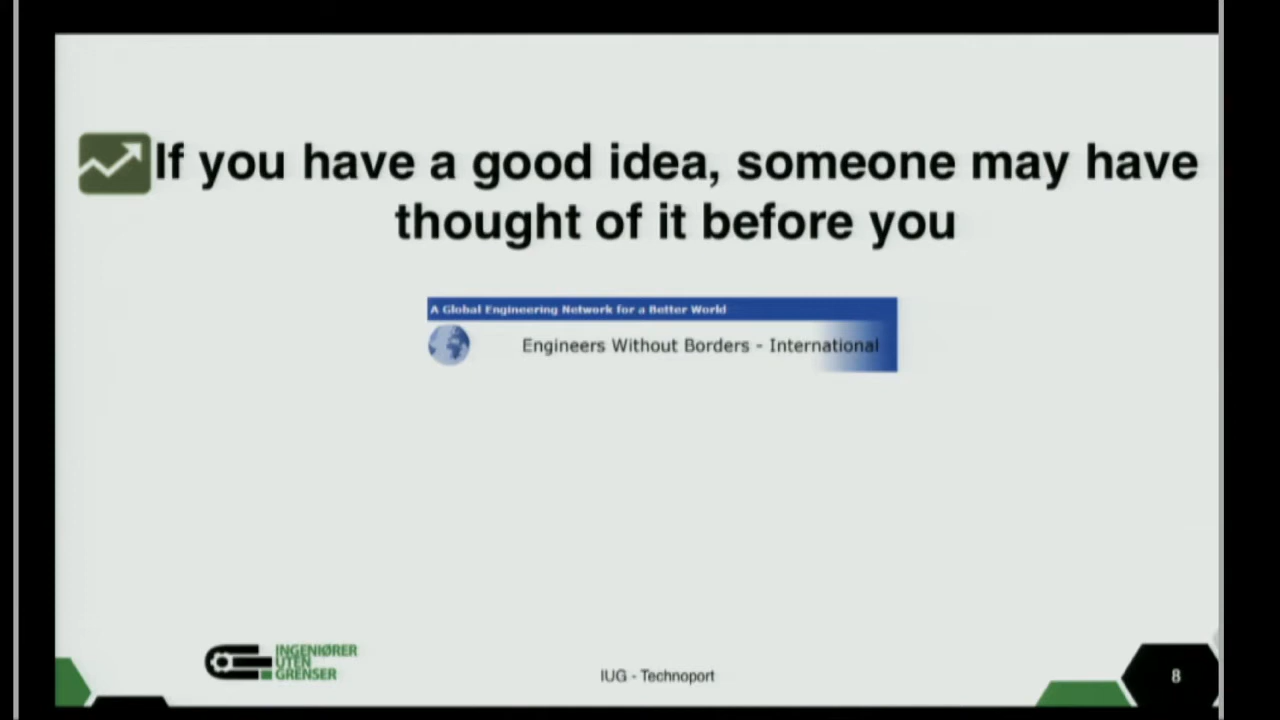 If you have a good idea, someone may have
thought of it before you
A Global Engineering Network for a Better World
Engineers Without Borders - International
INGENIØRER
UTEN
GRENSER
IUG - Technoport
8